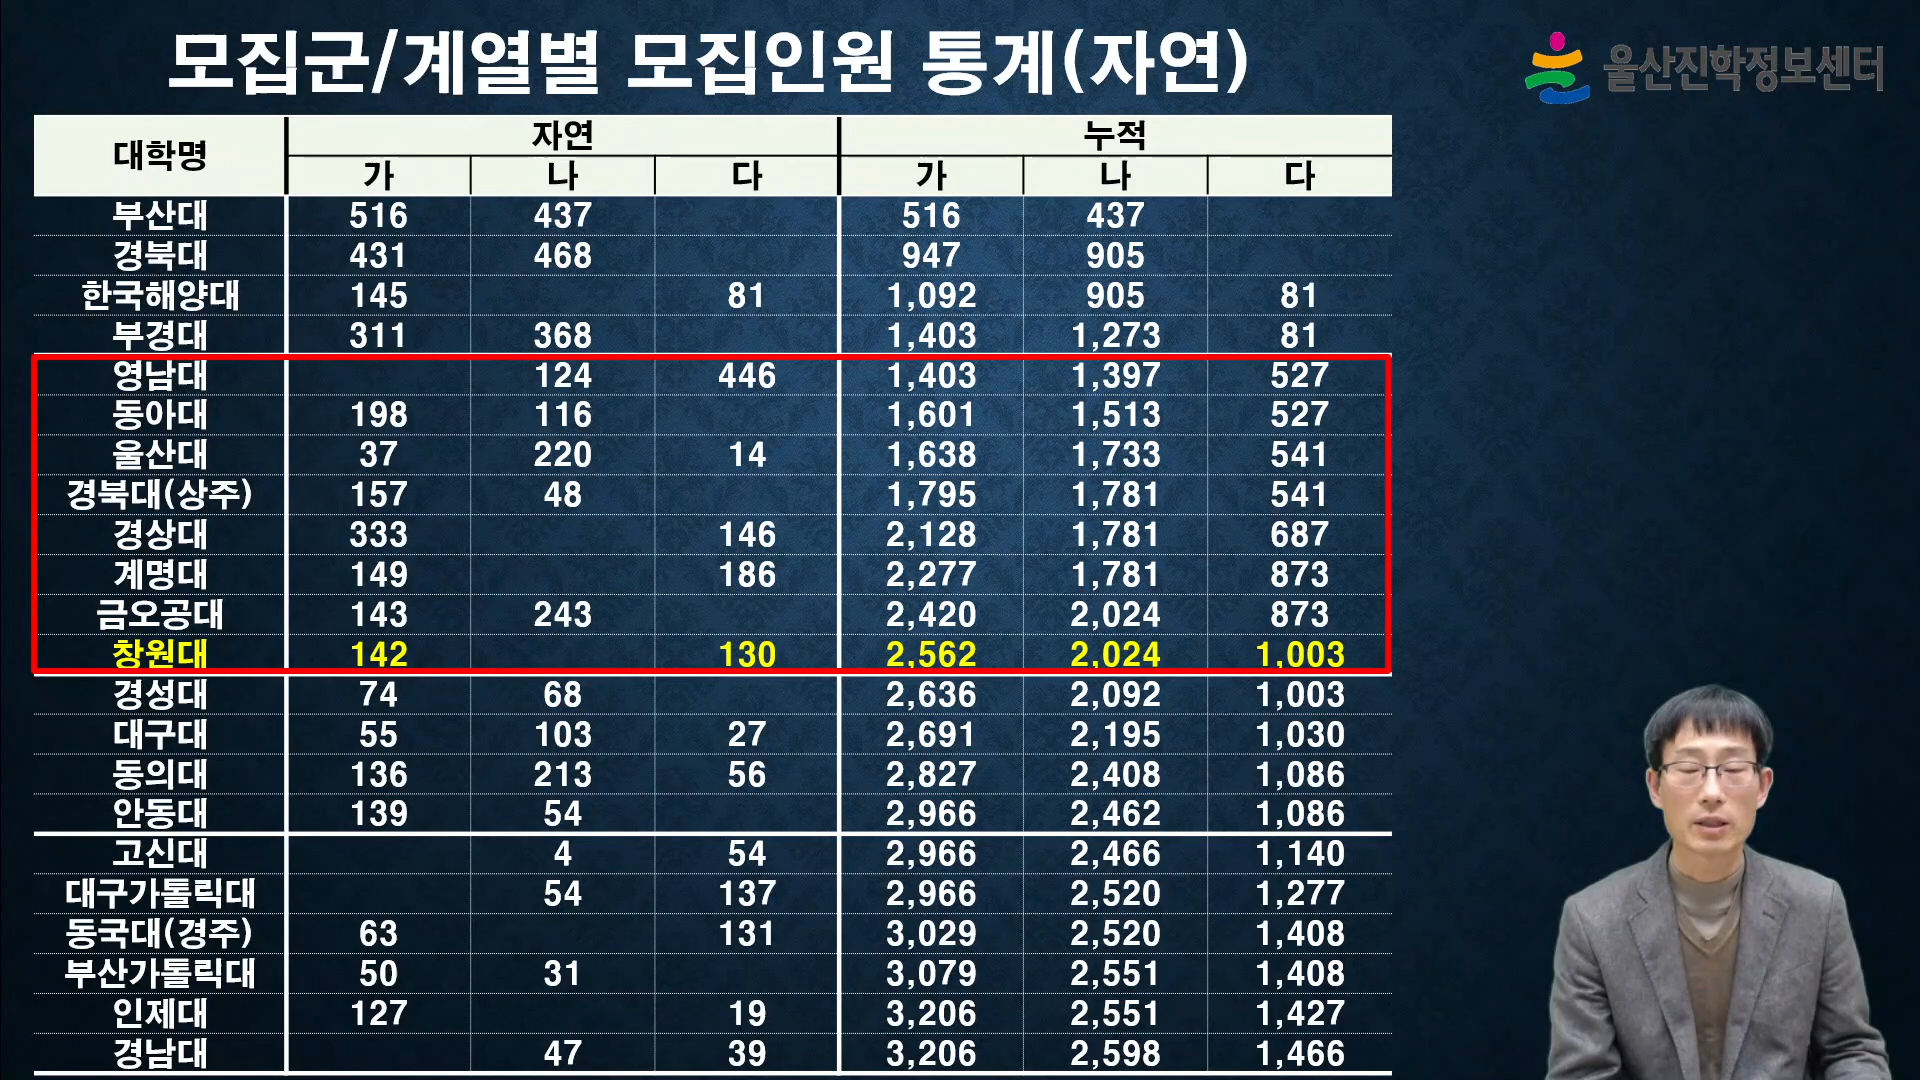 모집군/계열별 모집인원 통계(자연)
울산진학정보센터
대학명 자연 누적
가 나 다 가 나 다
부산대 516 437 516 437
경북대 431 468 947 905
한국해양대 145 81 1,092 905 81
부경대 311 368 1,403 1,273 81
영남대 124 446 1,403 1,397 527
동아대 198 116 1,601 1,513 527
울산대 37 220 14 1,638 1,733 541
경북대(상주) 157 48 1,795 1,781 541
경상대 333 146 2,128 1,781 687
계명대 149 186 2,277 1,781 873
금오공대 143 243 2,420 2,024 873
창원대 142 130 2,562 2,024 1,003
경성대 74 68 2,636 2,092 1,003
대구대 55 103 27 2,691 2,195 1,030
동의대 136 213 56 2,827 2,408 1,086
안동대 139 54 2,966 2,462 1,086
고신대 4 54 2,966 2,466 1,140
대구가톨릭대 54 137 2,966 2,520 1,277
동국대(경주) 63 131 3,029 2,520 1,408
부산가톨릭대 50 31 3,079 2,551 1,408
인제대 127 19 3,206 2,551 1,427
경남대 47 39 3,206 2,598 1,466